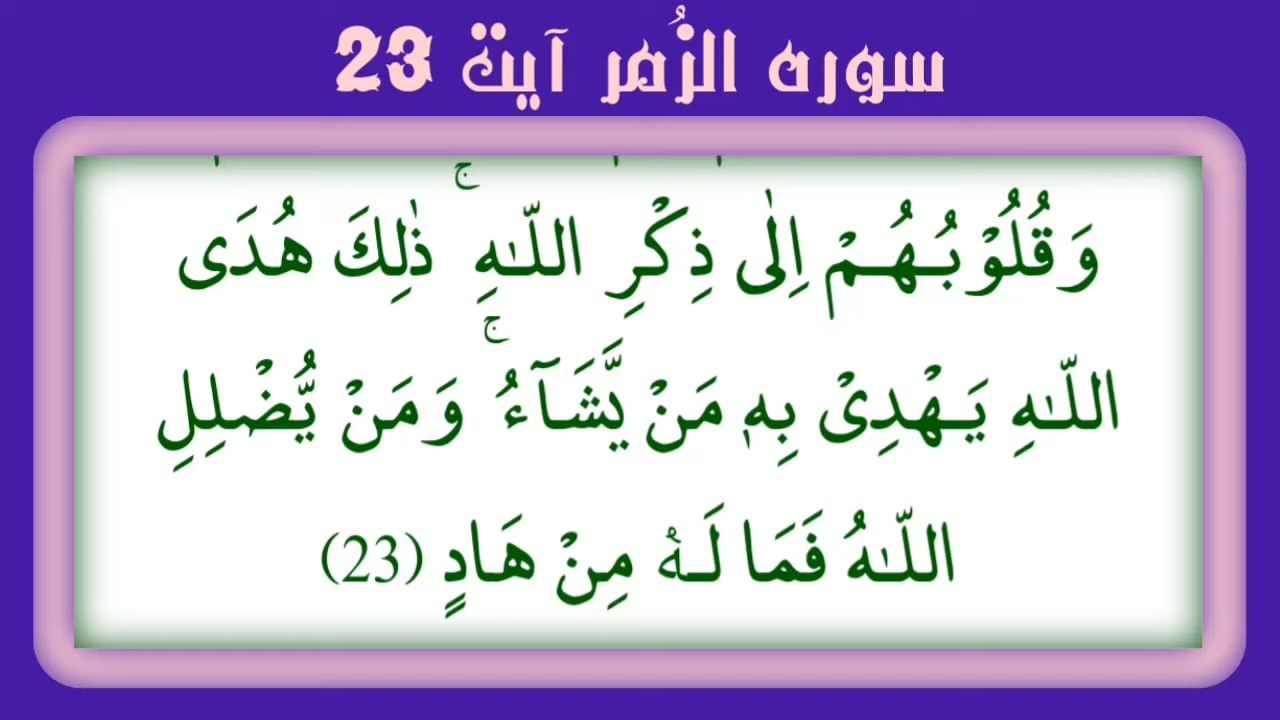 سورہ الزُمر آیت 23
وَقُلُوۡبُهُمۡ اِلٰى ذِكۡرِ اللّٰهِ‌ ۚ ذٰ لِكَ هُدَى
اللّٰهِ يَهۡدِىۡ بِهٖ مَنۡ يَّشَآءُ‌ ۚ وَمَنۡ يُّضۡلِلِ
اللّٰهُ فَمَا لَهٗ مِنۡ هَادٍ‏ (23)